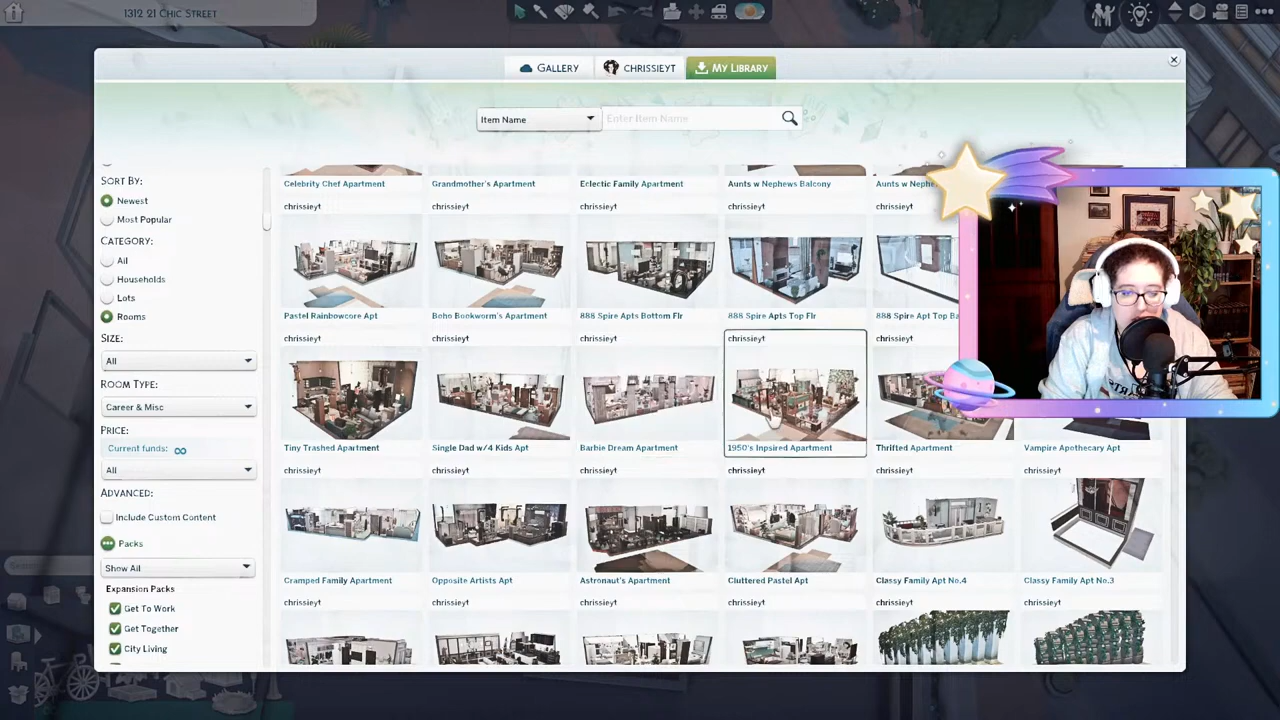 1312 21 CHIC STREET
GALLERY
CHRISSIEYT
MY LIBRARY
Item Name
Enter Item Name
SORT BY:
Newest
Most Popular
CATEGORY:
All
Households
Lots
Rooms
SIZE:
All
ROOM TYPE:
Career & Misc
PRICE:
Current funds: ∞
All
ADVANCED:
Include Custom Content
Packs
Show All
Expansion Packs
Get To Work
Get Together
City Living
Celebrity Chef Apartment
Grandmother's Apartment
Eclectic Family Apartment
Aunts w Nephews Balcony
Aunts w Nephe
chrissieyt
chrissieyt
chrissieyt
chrissieyt
chrissieyt
Pastel Rainbowcore Apt
Boho Bookworm's Apartment
888 Spire Apts Bottom Flr
888 Spire Apts Top Flr
888 Spire Apt Top Ba
chrissieyt
chrissieyt
chrissieyt
chrissieyt
chrissieyt
Tiny Trashed Apartment
Single Dad w/4 Kids Apt
Barbie Dream Apartment
1950's Inpsired Apartment
Thrifted Apartment
Vampire Apothecary Apt
chrissieyt
chrissieyt
chrissieyt
chrissieyt
chrissieyt
chrissieyt
Cramped Family Apartment
Opposite Artists Apt
Astronaut's Apartment
Cluttered Pastel Apt
Classy Family Apt No.4
Classy Family Apt No.3
chrissieyt
chrissieyt
chrissieyt
chrissieyt
chrissieyt
chrissieyt